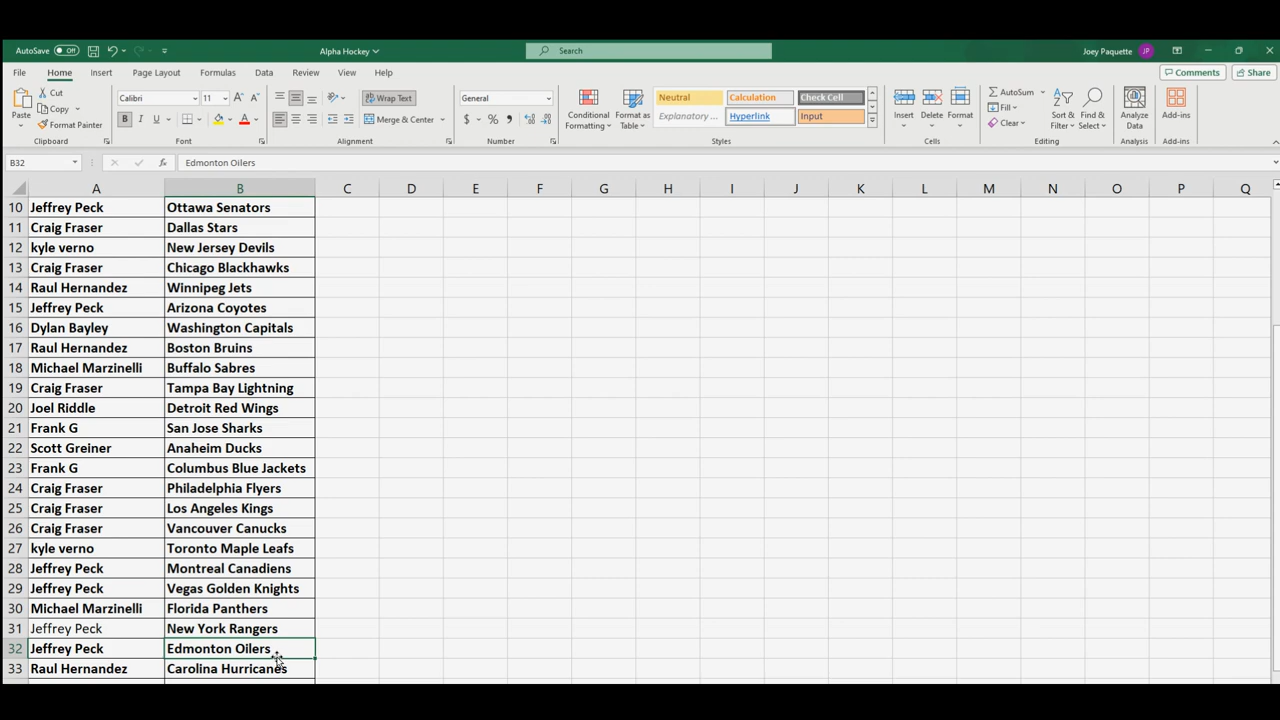 AutoSave Off Alpha Hockey Search Joey Paquette JP
File Home Insert Page Layout Formulas Data Review View Help Comments Share
Paste Cut Copy Format Painter Clipboard
Calibri 11 A A B I U A Font
Wrap Text Merge & Center Alignment
General $ % , Number
Conditional Formatting Format as Table Neutral Calculation Check Cell Explanatory ... Hyperlink Input Styles
Insert Delete Format Cells
AutoSum Fill Clear Sort & Filter Find & Select Editing
Analyze Data Analysis Add-ins Add-ins
B32 fx Edmonton Oilers
A B C D E F G H I J K L M N O P Q
10 Jeffrey Peck Ottawa Senators
11 Craig Fraser Dallas Stars
12 kyle verno New Jersey Devils
13 Craig Fraser Chicago Blackhawks
14 Raul Hernandez Winnipeg Jets
15 Jeffrey Peck Arizona Coyotes
16 Dylan Bayley Washington Capitals
17 Raul Hernandez Boston Bruins
18 Michael Marzinelli Buffalo Sabres
19 Craig Fraser Tampa Bay Lightning
20 Joel Riddle Detroit Red Wings
21 Frank G San Jose Sharks
22 Scott Greiner Anaheim Ducks
23 Frank G Columbus Blue Jackets
24 Craig Fraser Philadelphia Flyers
25 Craig Fraser Los Angeles Kings
26 Craig Fraser Vancouver Canucks
27 kyle verno Toronto Maple Leafs
28 Jeffrey Peck Montreal Canadiens
29 Jeffrey Peck Vegas Golden Knights
30 Michael Marzinelli Florida Panthers
31 Jeffrey Peck New York Rangers
32 Jeffrey Peck Edmonton Oilers
33 Raul Hernandez Carolina Hurricanes